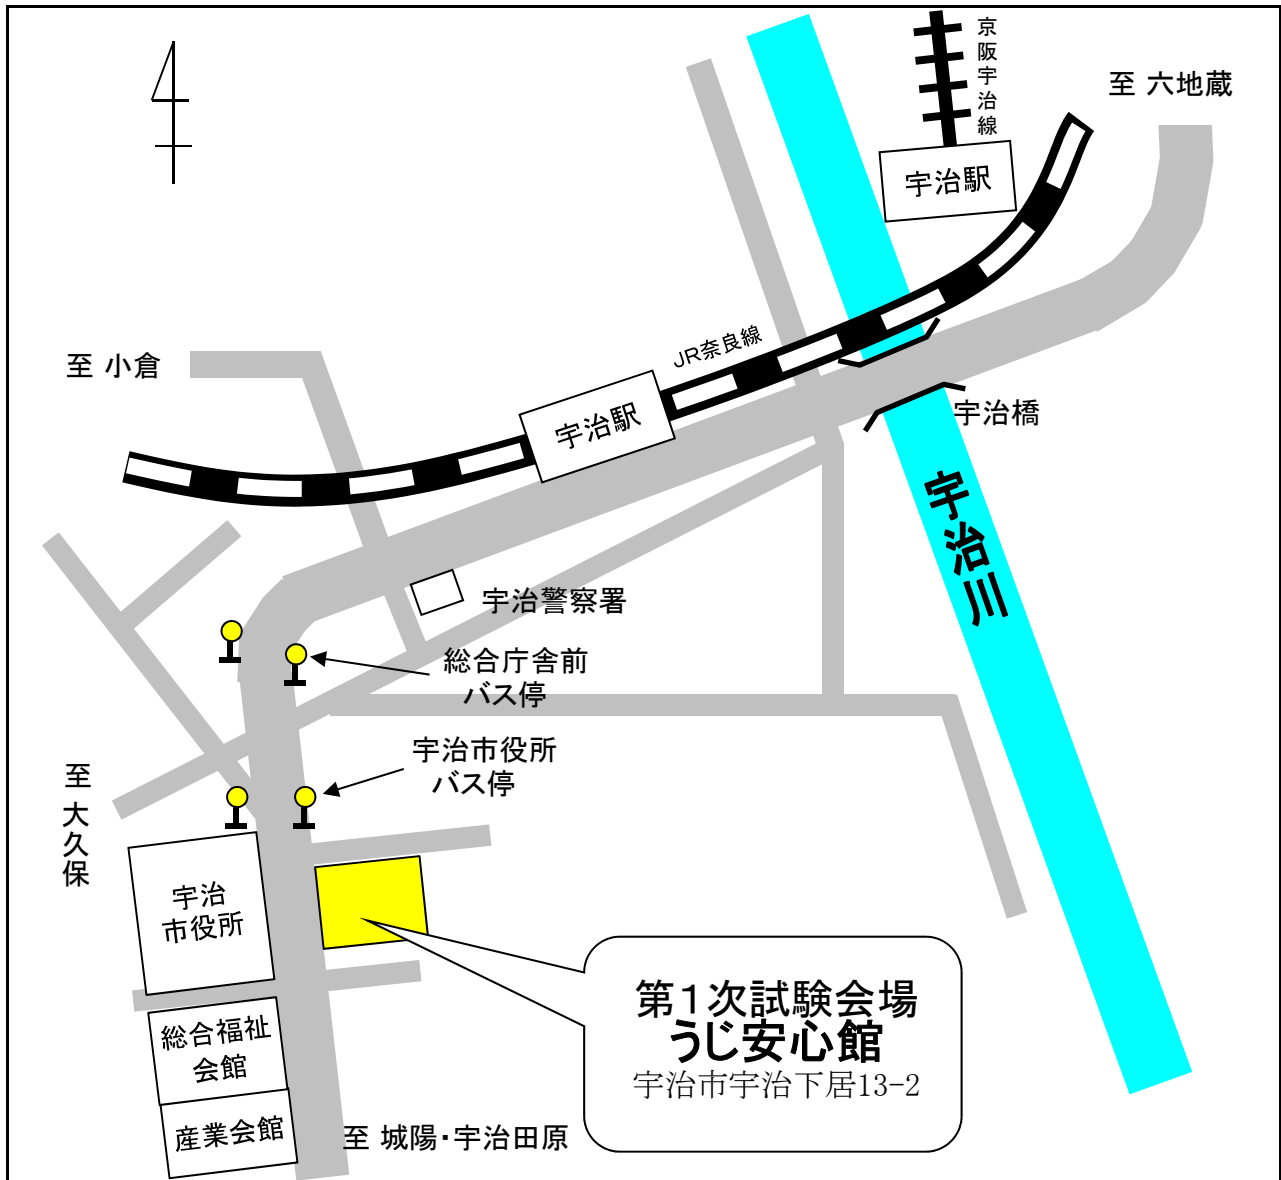 京阪宇治線
至 六地蔵
宇治駅
JR奈良線
至 小倉
宇治駅
宇治橋
宇治川
宇治警察署
総合庁舎前
バス停
宇治市役所
バス停
至 大久保
宇治
市役所
第1次試験会場
うじ安心館
宇治市宇治下居13-2
総合福祉
会館
産業会館
至 城陽・宇治田原